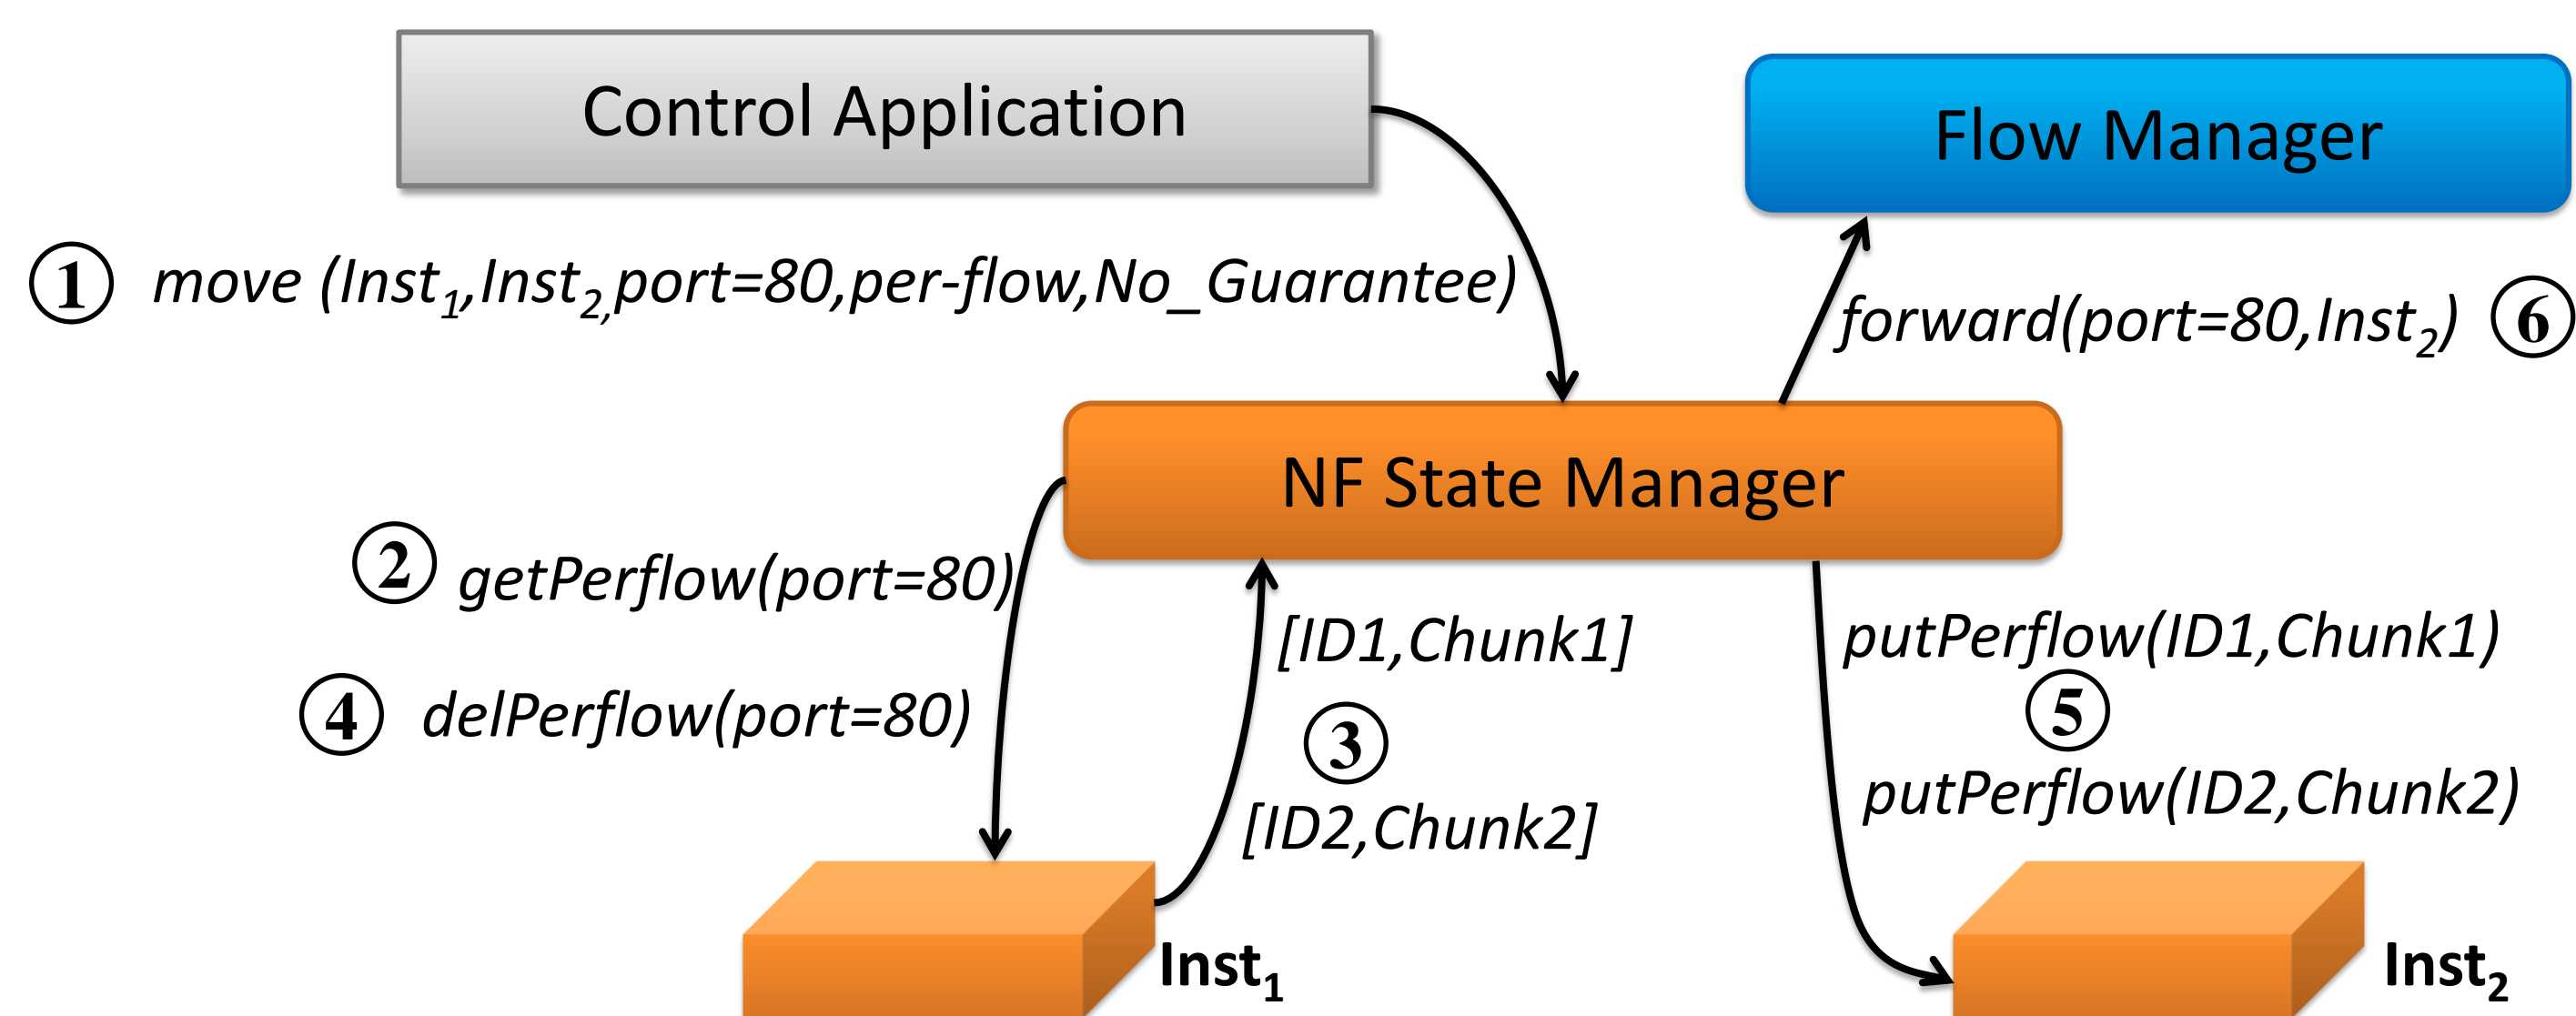 Control Application
Flow Manager
① move (Inst₁,Inst₂,port=80,per-flow,No_Guarantee)
forward(port=80,Inst₂) ⑥
NF State Manager
② getPerflow(port=80)
[ID1,Chunk1]
putPerflow(ID1,Chunk1)
④ delPerflow(port=80)
③
⑤
[ID2,Chunk2]
putPerflow(ID2,Chunk2)
Inst₁
Inst₂